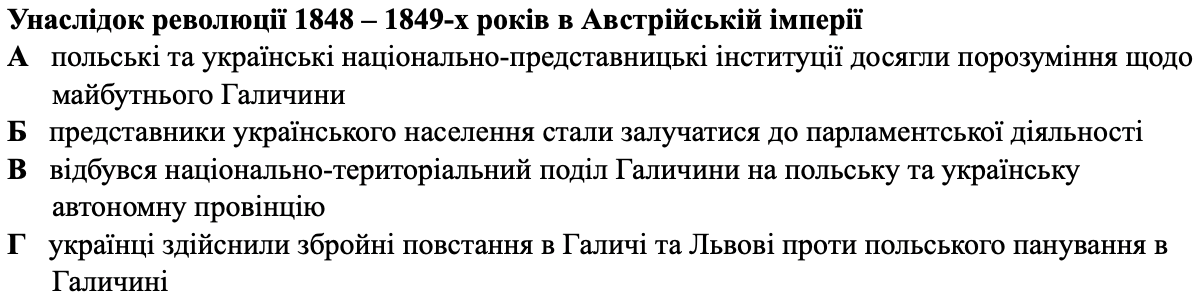 Унаслідок революції 1848 – 1849-х років в Австрійській імперії
А польські та українські національно-представницькі інституції досягли порозуміння щодо
майбутнього Галичини
Б представники українського населення стали залучатися до парламентської діяльності
В відбувся національно-територіальний поділ Галичини на польську та українську
автономну провінцію
Г українці здійснили збройні повстання в Галичі та Львові проти польського панування в
Галичині